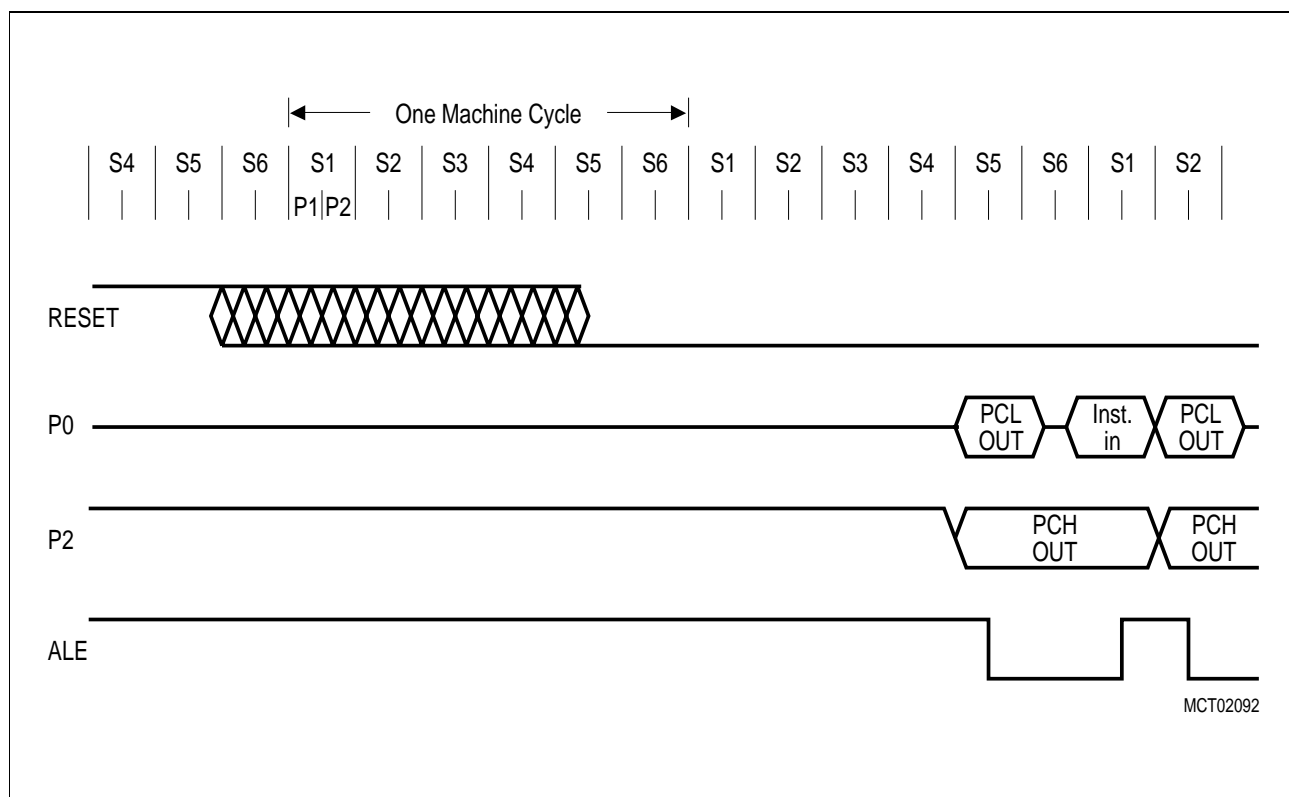 One Machine Cycle
S4 S5 S6 S1 S2 S3 S4 S5 S6 S1 S2 S3 S4 S5 S6 S1 S2
P1 P2
RESET
P0
PCL
OUT
Inst.
in
PCL
OUT
P2
PCH
OUT
PCH
OUT
ALE
MCT02092